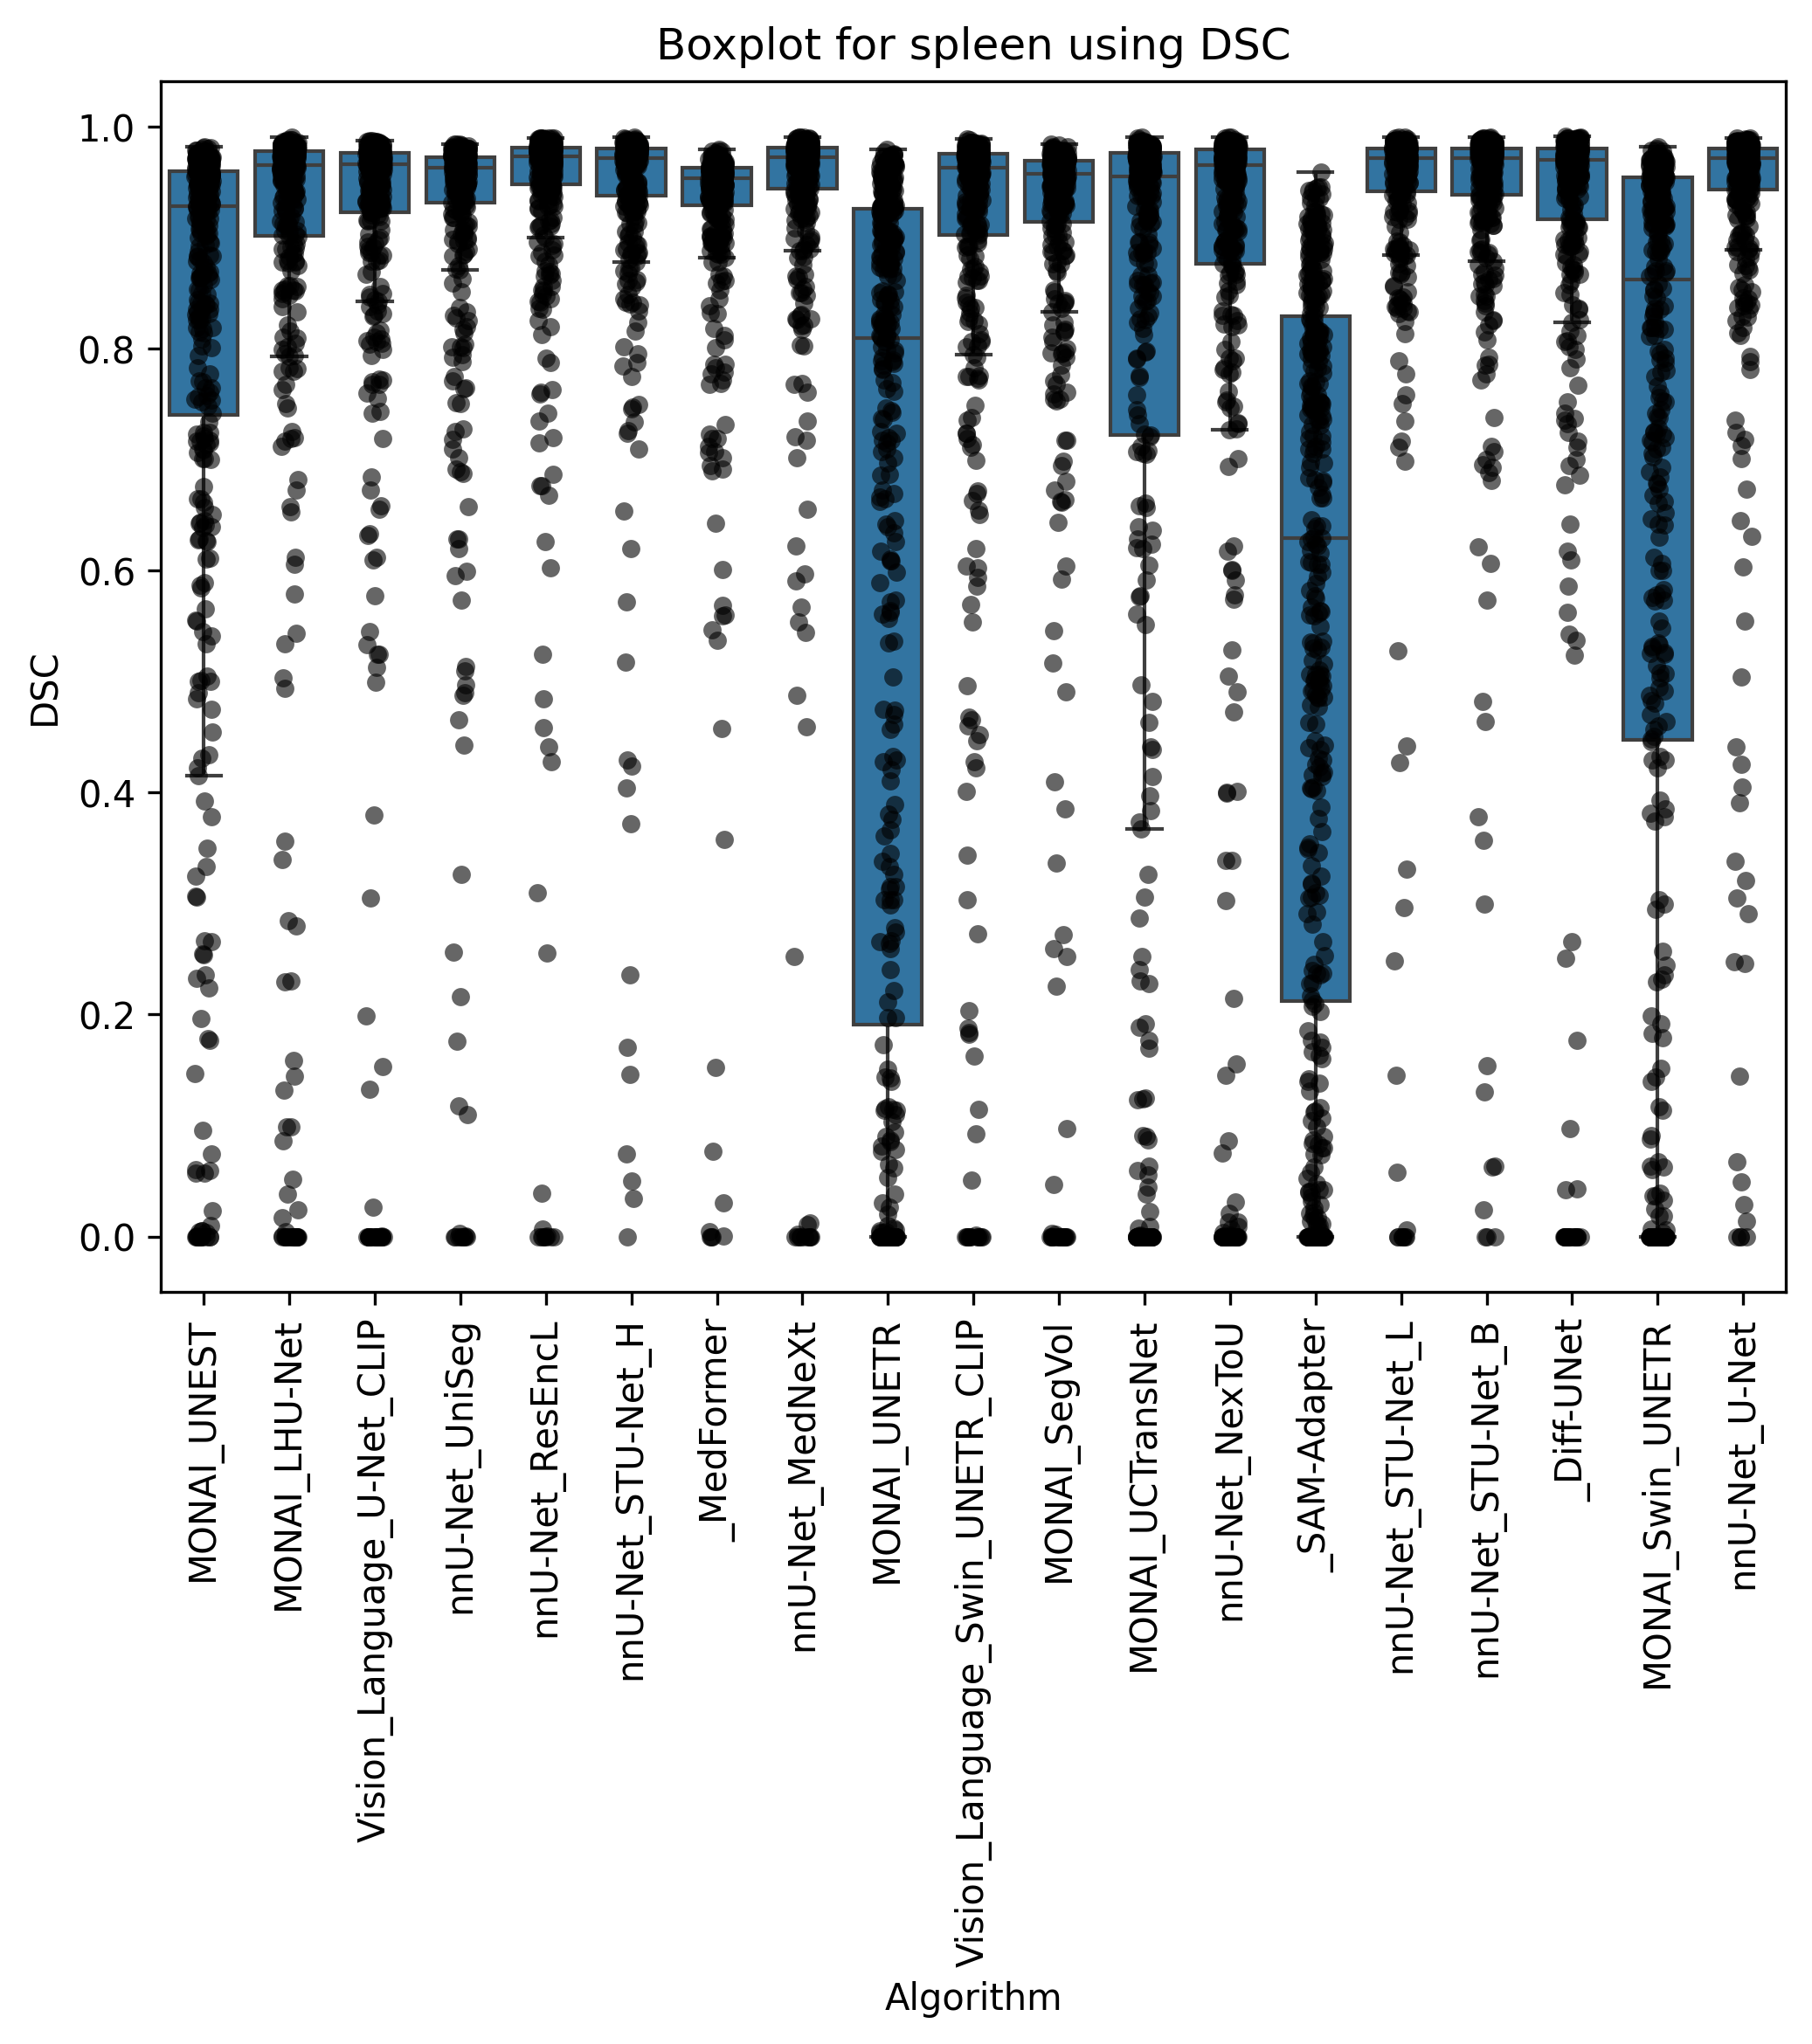 Boxplot for spleen using DSC
DSC
1.0
0.8
0.6
0.4
0.2
0.0
MONAI_UNEST
MONAI_LHU-Net
Vision_Language_U-Net_CLIP
nnU-Net_UniSeg
nnU-Net_ResEncL
nnU-Net_STU-Net_H
_MedFormer
nnU-Net_MedNeXt
MONAI_UNETR
Vision_Language_Swin_UNETR_CLIP
MONAI_SegVol
MONAI_UCTransNet
nnU-Net_NexToU
_SAM-Adapter
nnU-Net_STU-Net_L
nnU-Net_STU-Net_B
_Diff-UNet
MONAI_Swin_UNETR
nnU-Net_U-Net
Algorithm